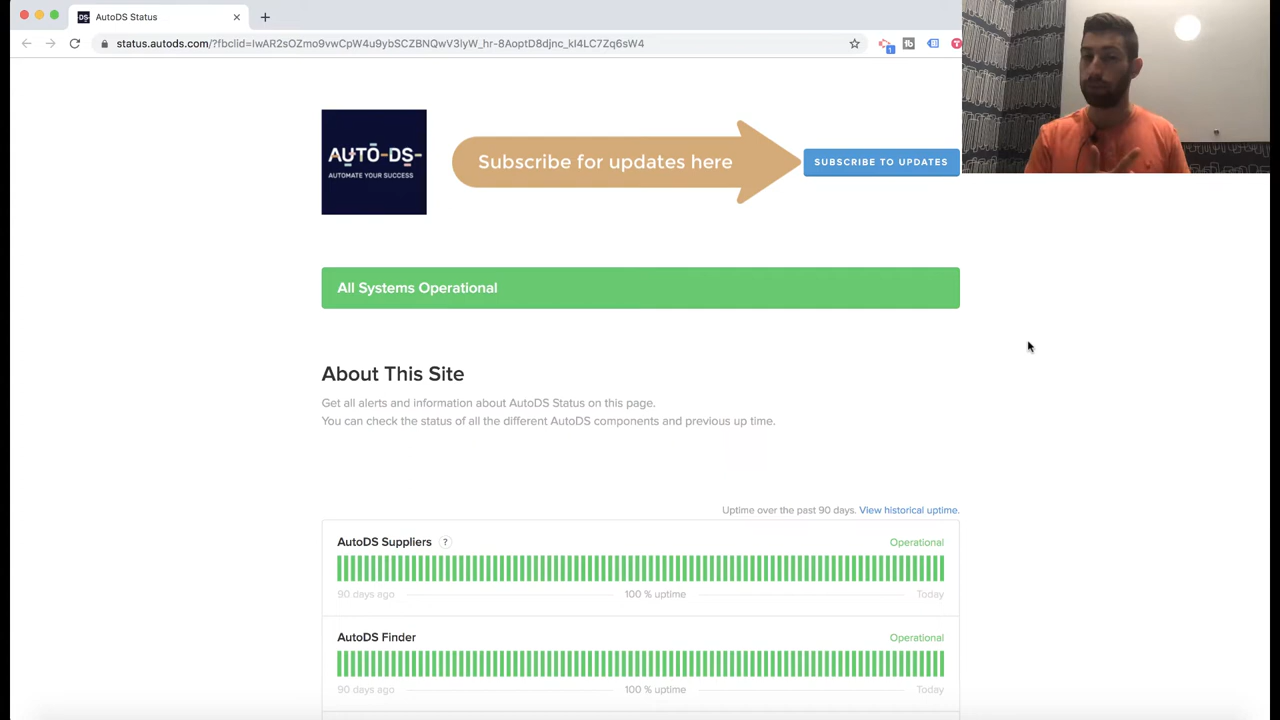 AutoDS Status
status.autods.com/?fbclid=IwAR2sOZmo9vwCpW4u9ybSCZBNQwV3lyW_hr-8AoptD8djnc_kI4LC7Zq6sW4
1
AUTO-DS-
AUTOMATE YOUR SUCCESS
Subscribe for updates here
SUBSCRIBE TO UPDATES
All Systems Operational
About This Site
Get all alerts and information about AutoDS Status on this page.
You can check the status of all the different AutoDS components and previous up time.
Uptime over the past 90 days. View historical uptime.
AutoDS Suppliers ? Operational
90 days ago 100 % uptime Today
AutoDS Finder Operational
90 days ago 100 % uptime Today